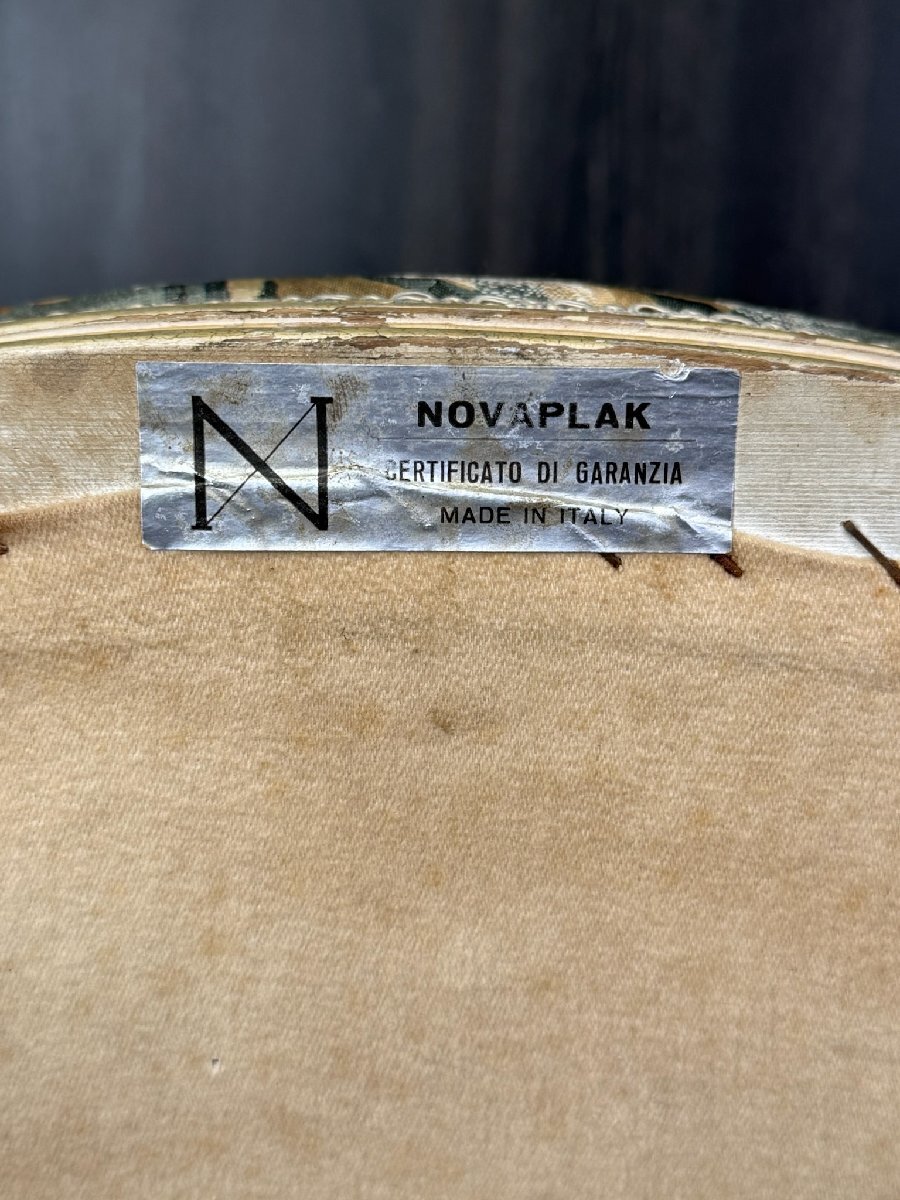 N
NOVAPLAK
CERTIFICATO DI GARANZIA
MADE IN ITALY